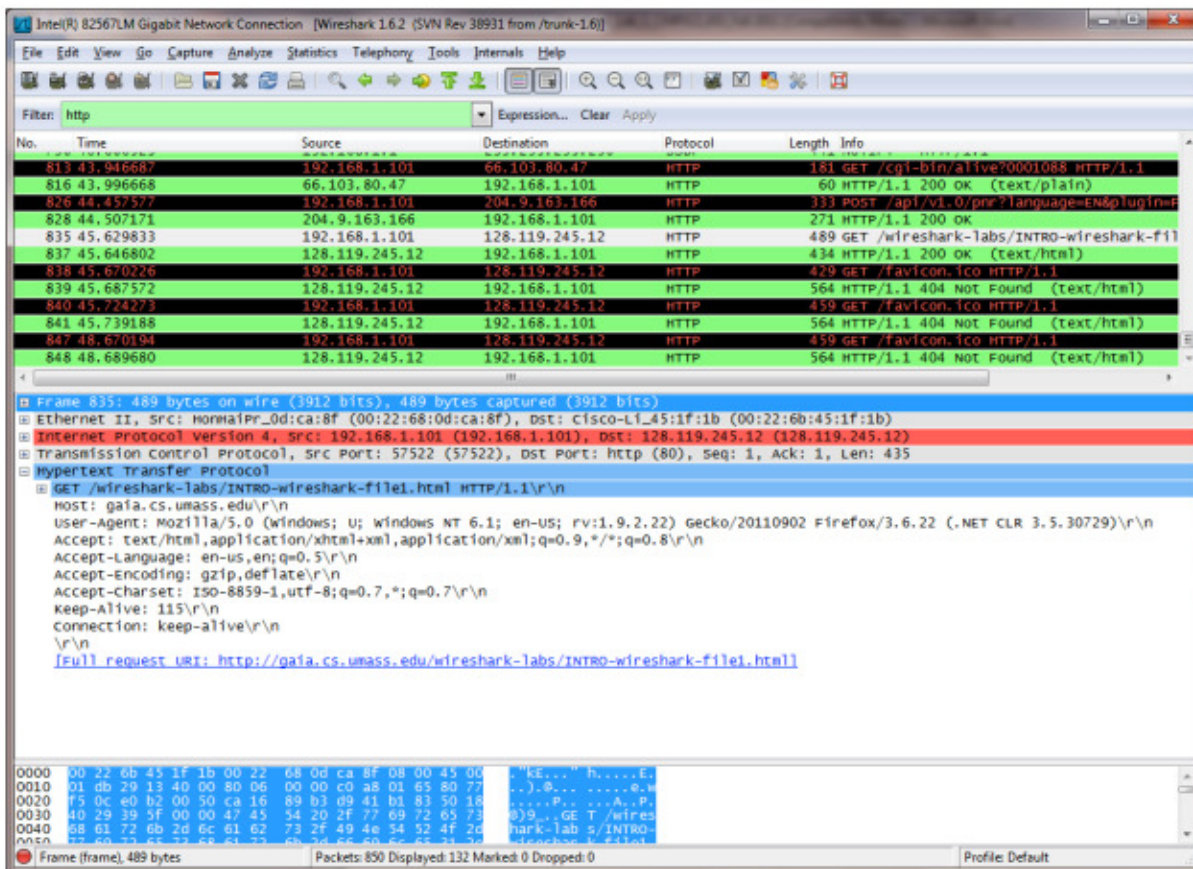 Intel(R) 82567LM Gigabit Network Connection [Wireshark 1.6.2 (SVN Rev 38931 from /trunk-1.6)]
File Edit View Go Capture Analyze Statistics Telephony Tools Internals Help
Filter: http Expression... Clear Apply
No. Time Source Destination Protocol Length Info
813 43.946687 192.168.1.101 66.103.80.47 HTTP 181 GET /cgi-bin/alive?0001088 HTTP/1.1
816 43.996668 66.103.80.47 192.168.1.101 HTTP 60 HTTP/1.1 200 OK (text/plain)
826 44.457577 192.168.1.101 204.9.163.166 HTTP 333 POST /api/v1.0/pnr?language=EN&plugin=F
828 44.507171 204.9.163.166 192.168.1.101 HTTP 271 HTTP/1.1 200 OK
835 45.629833 192.168.1.101 128.119.245.12 HTTP 489 GET /wireshark-labs/INTRO-wireshark-fil
837 45.646802 128.119.245.12 192.168.1.101 HTTP 434 HTTP/1.1 200 OK (text/html)
838 45.670226 192.168.1.101 128.119.245.12 HTTP 429 GET /favicon.ico HTTP/1.1
839 45.687572 128.119.245.12 192.168.1.101 HTTP 564 HTTP/1.1 404 Not Found (text/html)
840 45.724273 192.168.1.101 128.119.245.12 HTTP 459 GET /favicon.ico HTTP/1.1
841 45.739188 128.119.245.12 192.168.1.101 HTTP 564 HTTP/1.1 404 Not Found (text/html)
847 48.670194 192.168.1.101 128.119.245.12 HTTP 459 GET /favicon.ico HTTP/1.1
848 48.689680 128.119.245.12 192.168.1.101 HTTP 564 HTTP/1.1 404 Not Found (text/html)
Frame 835: 489 bytes on wire (3912 bits), 489 bytes captured (3912 bits)
Ethernet II, Src: HonHaiPr_0d:ca:8f (00:22:68:0d:ca:8f), Dst: Cisco-Li_45:1f:1b (00:22:6b:45:1f:1b)
Internet Protocol Version 4, Src: 192.168.1.101 (192.168.1.101), Dst: 128.119.245.12 (128.119.245.12)
Transmission Control Protocol, Src Port: 57522 (57522), Dst Port: http (80), Seq: 1, Ack: 1, Len: 435
Hypertext Transfer Protocol
GET /wireshark-labs/INTRO-wireshark-file1.html HTTP/1.1\r\n
Host: gaia.cs.umass.edu\r\n
User-Agent: Mozilla/5.0 (Windows; U; Windows NT 6.1; en-US; rv:1.9.2.22) Gecko/20110902 Firefox/3.6.22 (.NET CLR 3.5.30729)\r\n
Accept: text/html,application/xhtml+xml,application/xml;q=0.9,*/*;q=0.8\r\n
Accept-Language: en-us,en;q=0.5\r\n
Accept-Encoding: gzip,deflate\r\n
Accept-Charset: ISO-8859-1,utf-8;q=0.7,*;q=0.7\r\n
Keep-Alive: 115\r\n
Connection: keep-alive\r\n
\r\n
[Full request URI: http://gaia.cs.umass.edu/wireshark-labs/INTRO-wireshark-file1.html]
0000 00 22 6b 45 1f 1b 00 22 68 0d ca 8f 08 00 45 00 ."kE..." h.....E.
0010 01 db 29 13 40 00 80 06 00 00 c0 a8 01 65 80 77 ..).@... .....e.w
0020 f5 0c e0 b2 00 50 ca 16 89 b3 d9 41 b1 83 50 18 .....P.. ...A..P.
0030 40 29 39 5f 00 00 47 45 54 20 2f 77 69 72 65 73 @)9_..GE T /wires
0040 68 61 72 6b 2d 6c 61 62 73 2f 49 4e 54 52 4f 2d hark-lab s/INTRO-
Frame (frame), 489 bytes Packets: 850 Displayed: 132 Marked: 0 Dropped: 0 Profile: Default